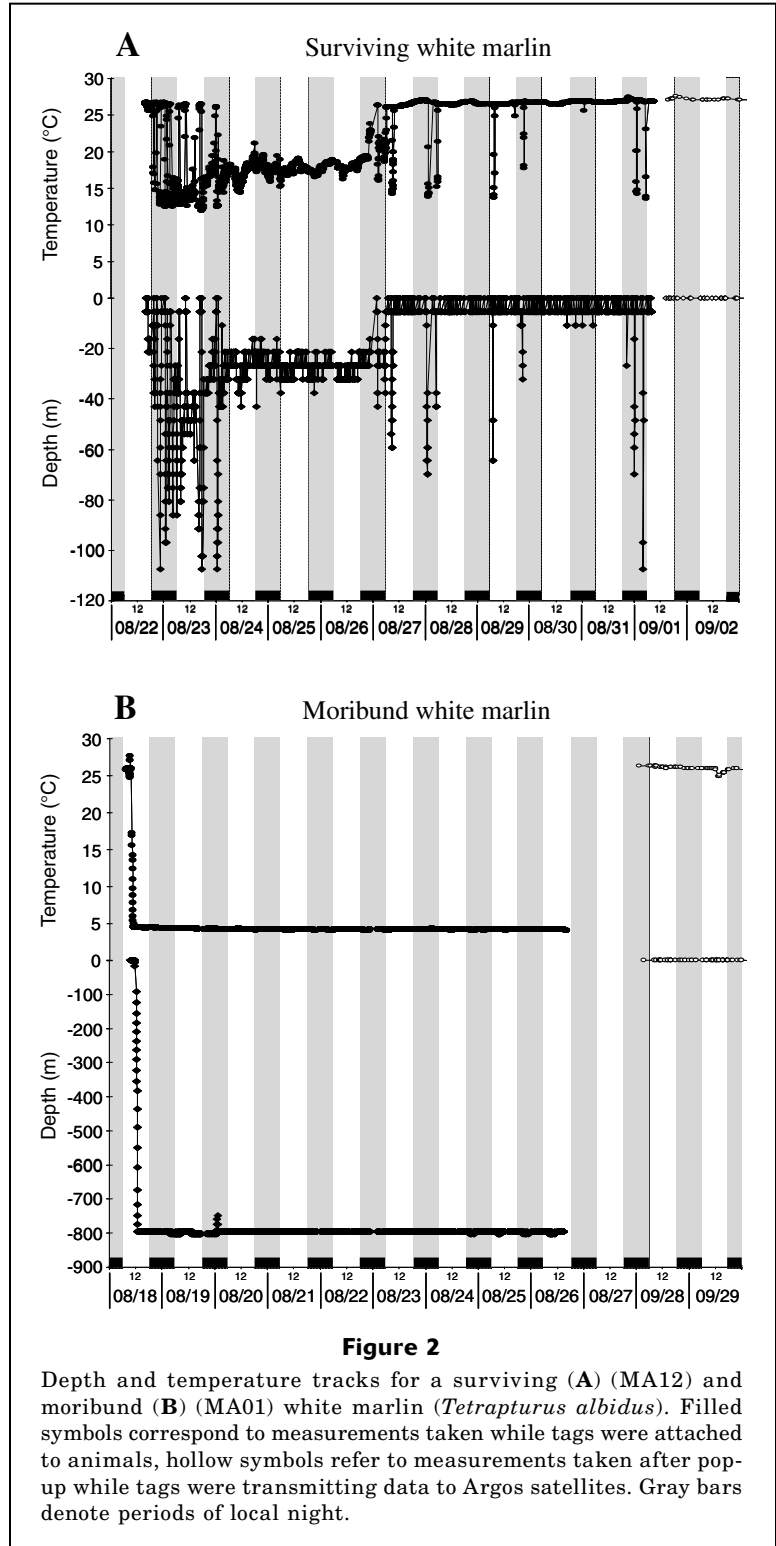 A
Surviving white marlin
30
25
20
15
10
5
0
Temperature (°C)
-20
-40
-60
-80
-100
-120
Depth (m)
12 12 12 12 12 12 12 12 12 12 12 12
08/22 08/23 08/24 08/25 08/26 08/27 08/28 08/29 08/30 08/31 09/01 09/02
B
Moribund white marlin
30
25
20
15
10
5
0
Temperature (°C)
-100
-200
-300
-400
-500
-600
-700
-800
-900
Depth (m)
12 12 12 12 12 12 12 12 12 12 12 12
08/18 08/19 08/20 08/21 08/22 08/23 08/24 08/25 08/26 08/27 09/28 09/29
Figure 2
Depth and temperature tracks for a surviving (A) (MA12) and
moribund (B) (MA01) white marlin (Tetrapturus albidus). Filled
symbols correspond to measurements taken while tags were attached
to animals, hollow symbols refer to measurements taken after pop-
up while tags were transmitting data to Argos satellites. Gray bars
denote periods of local night.